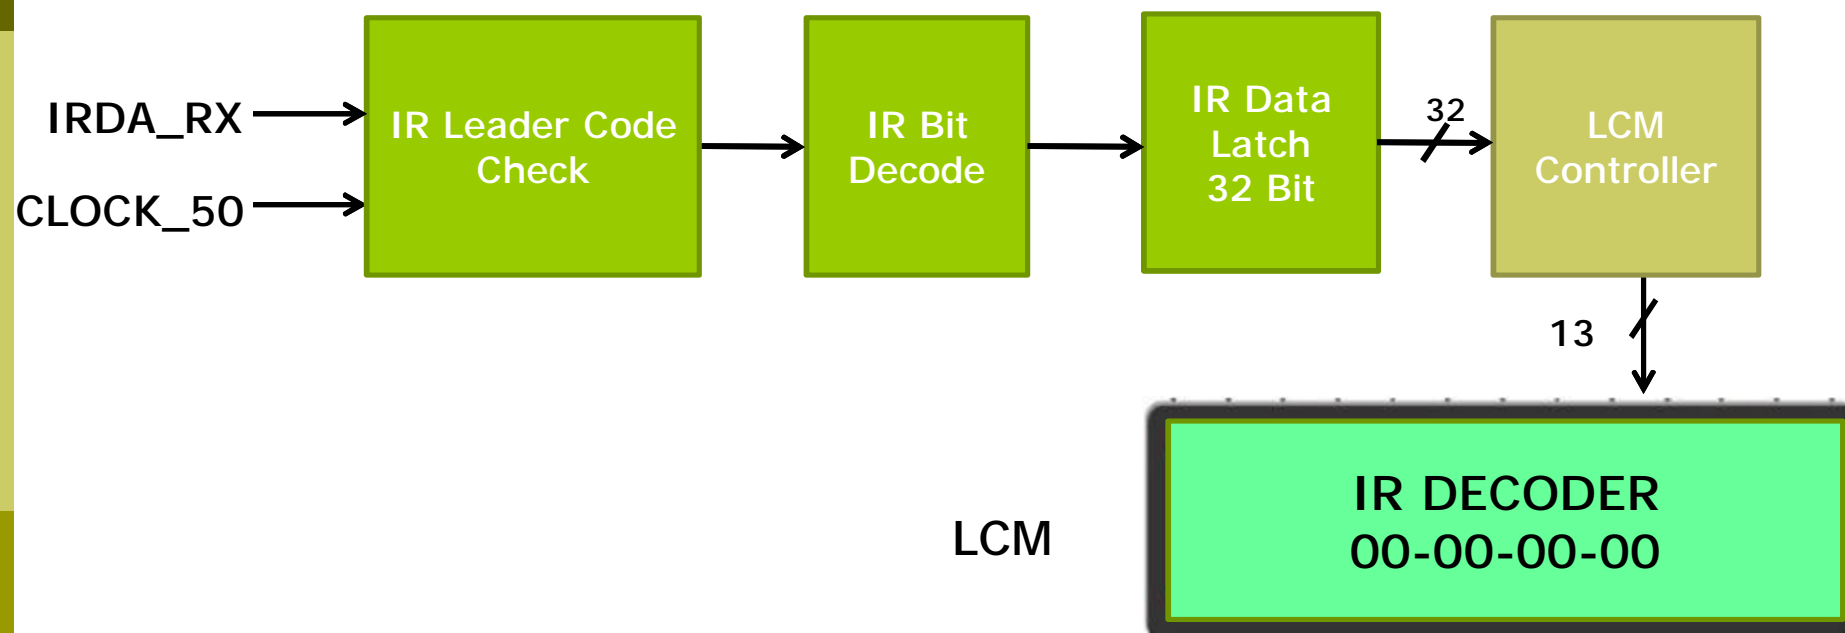 IRDA_RX
CLOCK_50
IR Leader Code
Check
IR Bit
Decode
IR Data
Latch
32 Bit
32
LCM
Controller
13
LCM
IR DECODER
00-00-00-00